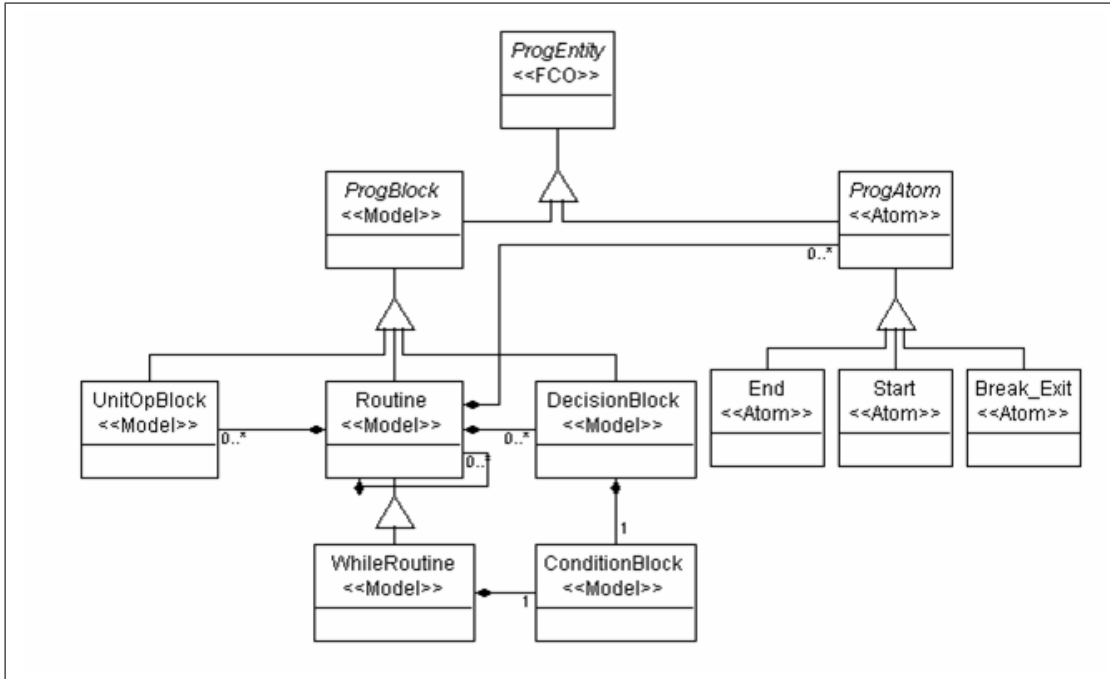 ProgEntity
<<FCO>>
ProgBlock
<<Model>>
ProgAtom
<<Atom>>
0..*
UnitOpBlock
<<Model>>
Routine
<<Model>>
DecisionBlock
<<Model>>
End
<<Atom>>
Start
<<Atom>>
Break_Exit
<<Atom>>
0..*
0..*
0..*
1
WhileRoutine
<<Model>>
ConditionBlock
<<Model>>
1